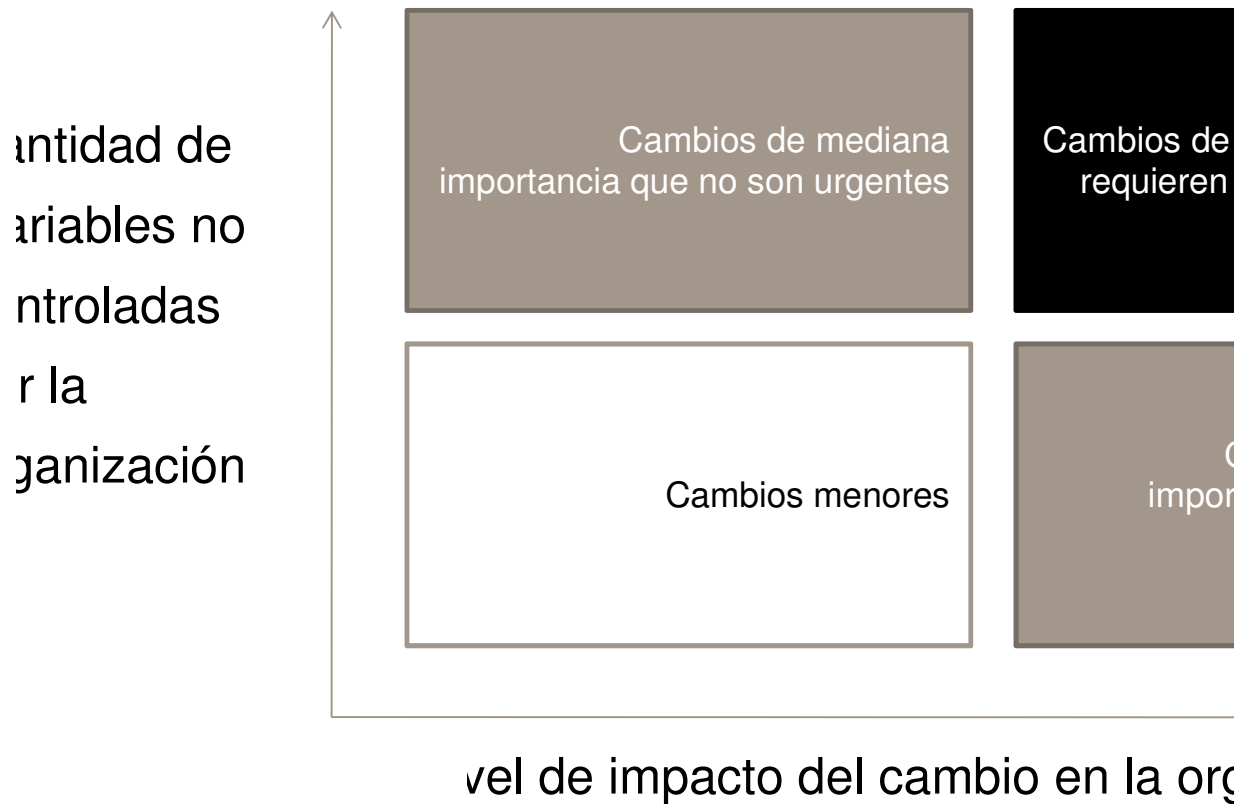 antidad de
ariables no
ntroladas
r la
ganización
Cambios de mediana
importancia que no son urgentes
Cambios de
requieren
Cambios menores
impor
vel de impacto del cambio en la org